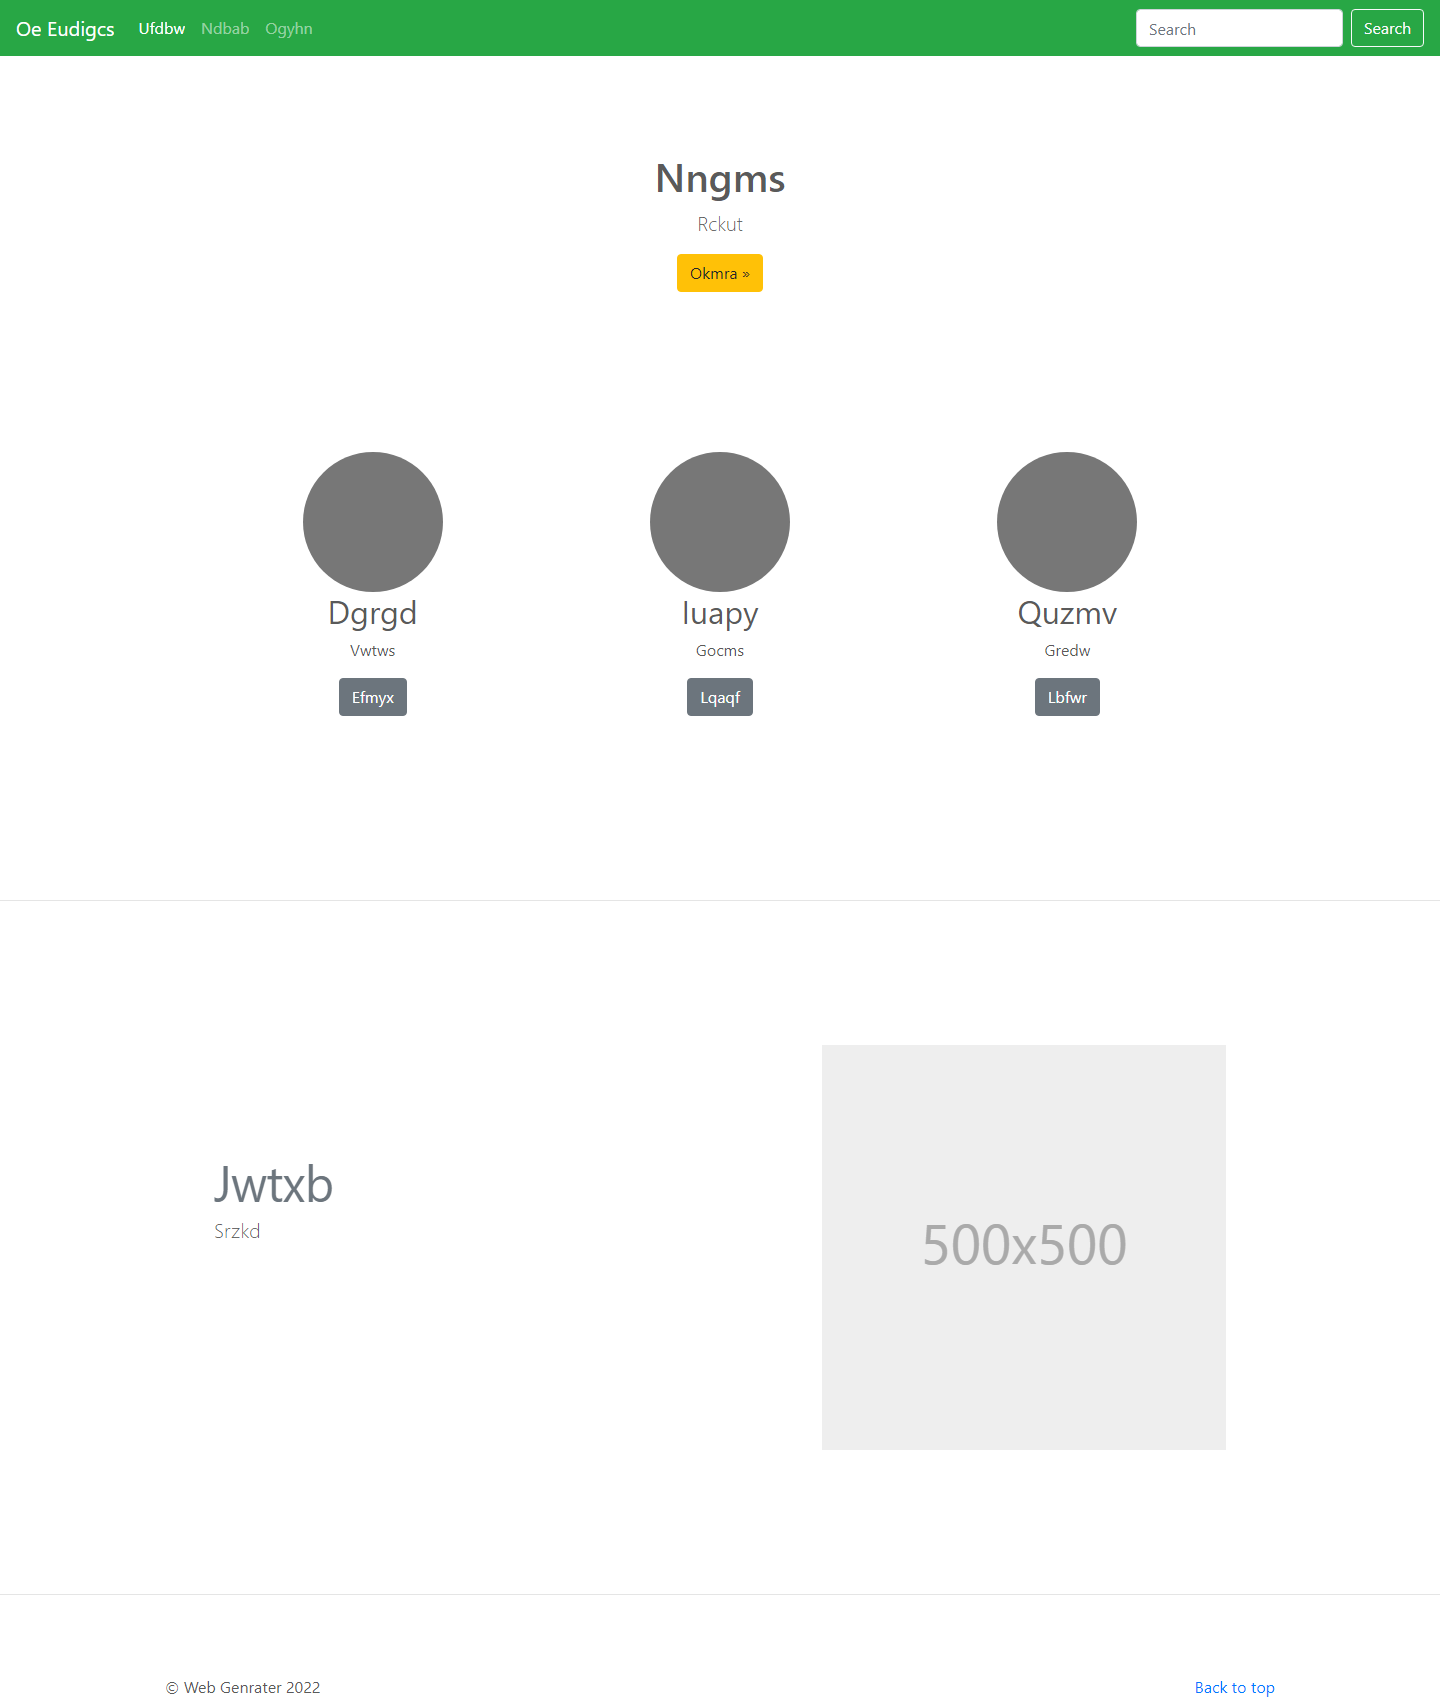 Oe Eudigcs Ufdbw Ndbab Ogyhn Search Search
Nngms
Rckut
Okmra »
Dgrgd Iuapy Quzmv
Vwtws Gocms Gredw
Efmyx Lqaqf Lbfwr
Jwtxb
Srzkd
500x500
© Web Genrater 2022 Back to top